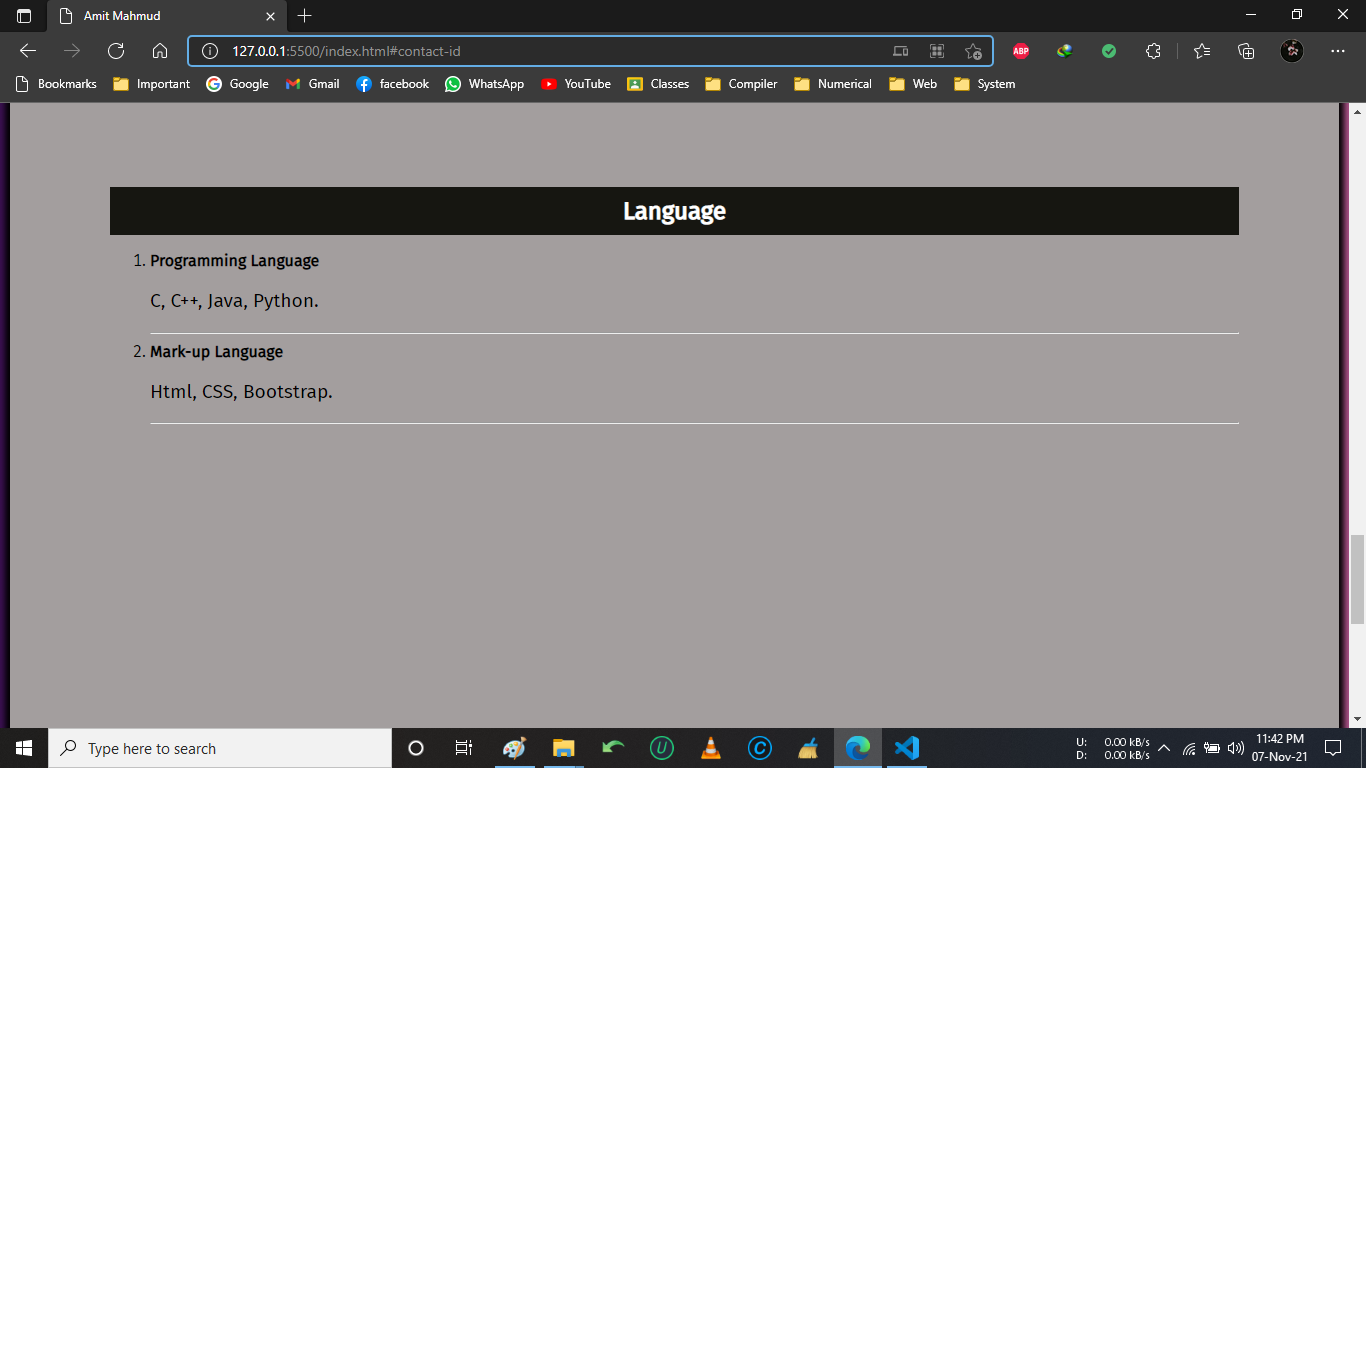 Amit Mahmud
127.0.0.1:5500/index.html#contact-id
ABP
Bookmarks Important Google Gmail facebook WhatsApp YouTube Classes Compiler Numerical Web System
Language
1. Programming Language
C, C++, Java, Python.
2. Mark-up Language
Html, CSS, Bootstrap.
Type here to search
U: 0.00 kB/s
D: 0.00 kB/s
11:42 PM
07-Nov-21